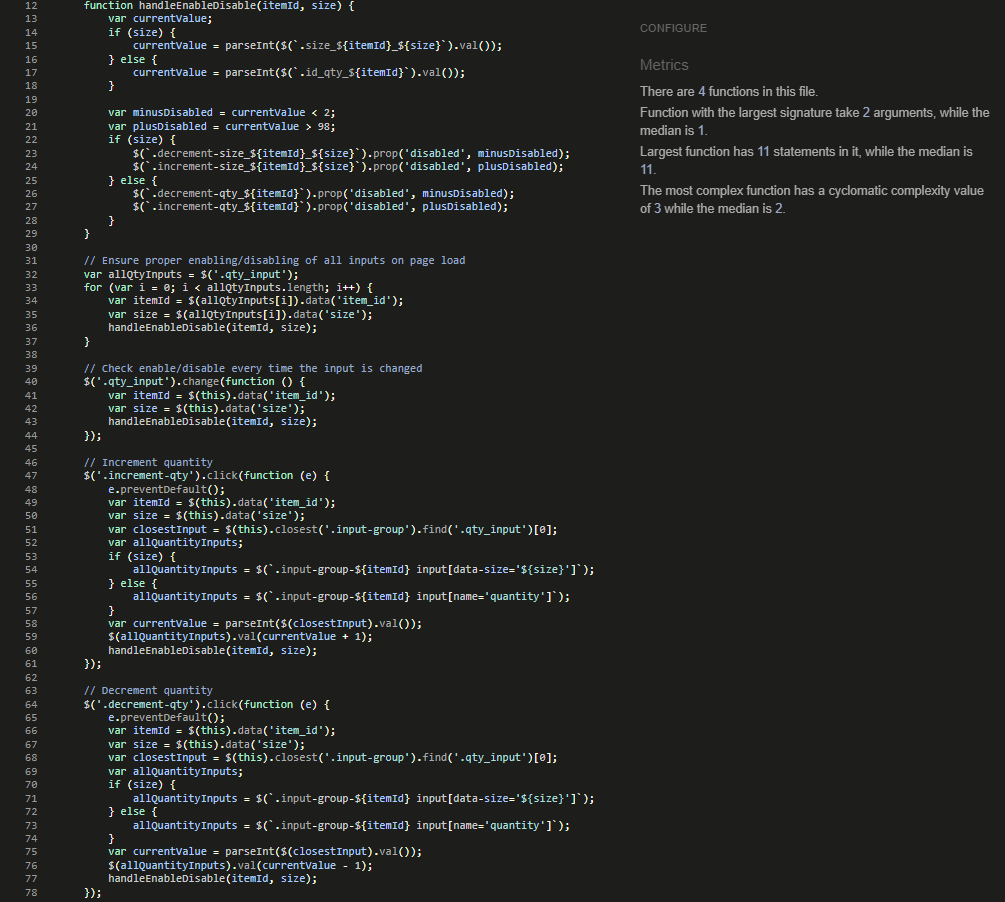 12 function handleEnableDisable(itemId, size) {
13 var currentValue;
14 if (size) {
15 currentValue = parseInt($(`.size_${itemId}_${size}`).val());
16 } else {
17 currentValue = parseInt($(`.id_qty_${itemId}`).val());
18 }
19
20 var minusDisabled = currentValue < 2;
21 var plusDisabled = currentValue > 98;
22 if (size) {
23 $(`.decrement-size_${itemId}_${size}`).prop('disabled', minusDisabled);
24 $(`.increment-size_${itemId}_${size}`).prop('disabled', plusDisabled);
25 } else {
26 $(`.decrement-qty_${itemId}`).prop('disabled', minusDisabled);
27 $(`.increment-qty_${itemId}`).prop('disabled', plusDisabled);
28 }
29 }
30
31 // Ensure proper enabling/disabling of all inputs on page load
32 var allQtyInputs = $('.qty_input');
33 for (var i = 0; i < allQtyInputs.length; i++) {
34 var itemId = $(allQtyInputs[i]).data('item_id');
35 var size = $(allQtyInputs[i]).data('size');
36 handleEnableDisable(itemId, size);
37 }
38
39 // Check enable/disable every time the input is changed
40 $('.qty_input').change(function () {
41 var itemId = $(this).data('item_id');
42 var size = $(this).data('size');
43 handleEnableDisable(itemId, size);
44 });
45
46 // Increment quantity
47 $('.increment-qty').click(function (e) {
48 e.preventDefault();
49 var itemId = $(this).data('item_id');
50 var size = $(this).data('size');
51 var closestInput = $(this).closest('.input-group').find('.qty_input')[0];
52 var allQuantityInputs;
53 if (size) {
54 allQuantityInputs = $(`.input-group-${itemId} input[data-size='${size}']`);
55 } else {
56 allQuantityInputs = $(`.input-group-${itemId} input[name='quantity']`);
57 }
58 var currentValue = parseInt($(closestInput).val());
59 $(allQuantityInputs).val(currentValue + 1);
60 handleEnableDisable(itemId, size);
61 });
62
63 // Decrement quantity
64 $('.decrement-qty').click(function (e) {
65 e.preventDefault();
66 var itemId = $(this).data('item_id');
67 var size = $(this).data('size');
68 var closestInput = $(this).closest('.input-group').find('.qty_input')[0];
69 var allQuantityInputs;
70 if (size) {
71 allQuantityInputs = $(`.input-group-${itemId} input[data-size='${size}']`);
72 } else {
73 allQuantityInputs = $(`.input-group-${itemId} input[name='quantity']`);
74 }
75 var currentValue = parseInt($(closestInput).val());
76 $(allQuantityInputs).val(currentValue - 1);
77 handleEnableDisable(itemId, size);
78 });
CONFIGURE
Metrics
There are 4 functions in this file.
Function with the largest signature take 2 arguments, while the
median is 1.
Largest function has 11 statements in it, while the median is
11.
The most complex function has a cyclomatic complexity value
of 3 while the median is 2.